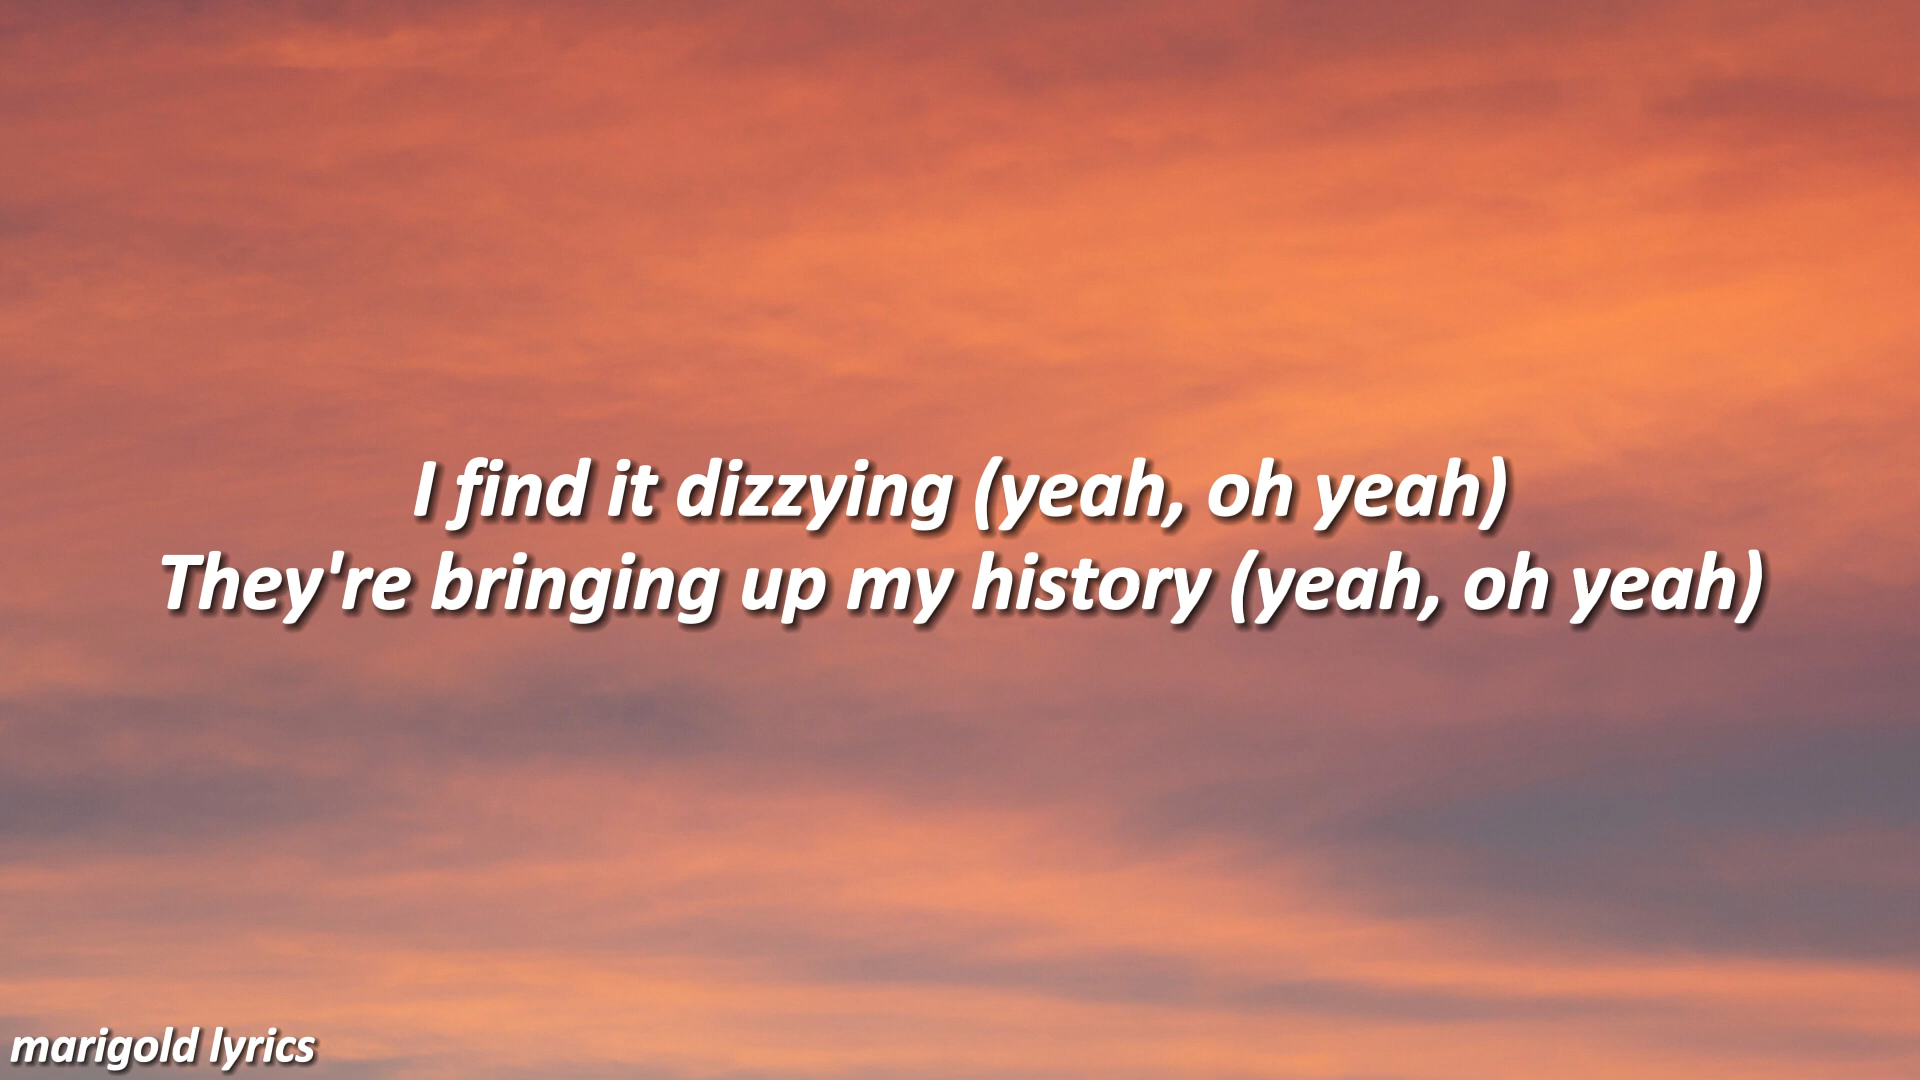 I find it dizzying (yeah, oh yeah)
They're bringing up my history (yeah, oh yeah)
marigold lyrics